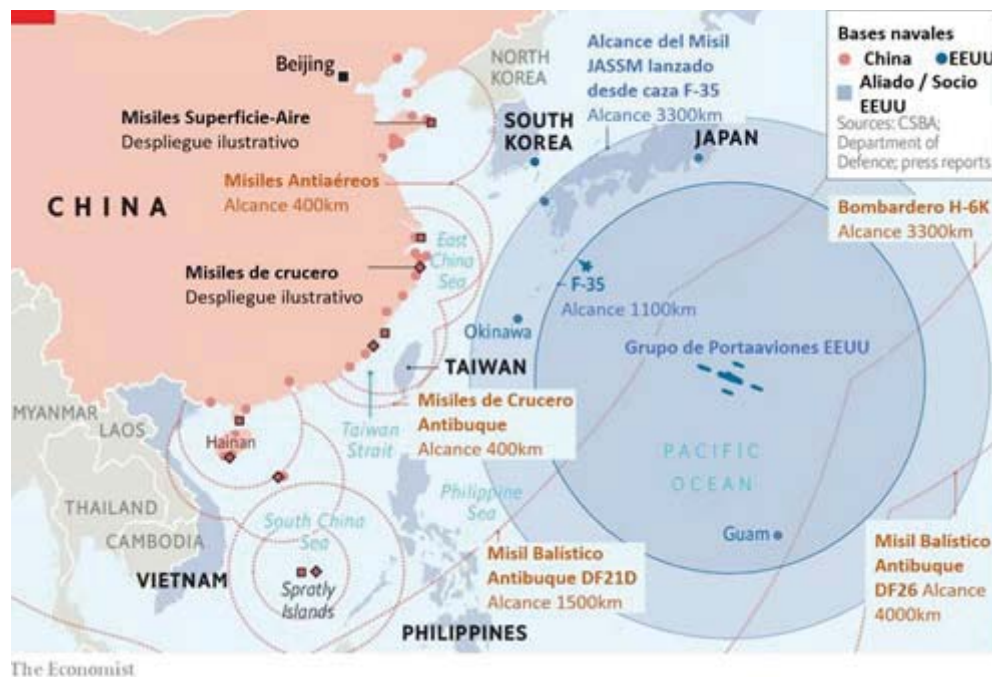 Beijing
NORTH
KOREA
Alcance del Misil
JASSM lanzado
desde caza F-35
Alcance 3300km
Bases navales
China
EEUU
Aliado / Socio
EEUU
Sources: CSBA;
Department of
Defence; press reports
Misiles Superficie-Aire
Despliegue ilustrativo
SOUTH
KOREA
JAPAN
CHINA
Misiles Antiaéreos
Alcance 400km
Bombardero H-6K
Alcance 3300km
East
China
Sea
Misiles de crucero
Despliegue ilustrativo
F-35
Alcance 1100km
Okinawa
Grupo de Portaaviones EEUU
TAIWAN
MYANMAR
LAOS
Hainan
Taiwan
Strait
Misiles de Crucero
Antibuque
Alcance 400km
PACIFIC
OCEAN
THAILAND
CAMBODIA
South China
Sea
Philippine
Sea
Guam
VIETNAM
Spratly
Islands
Misil Balístico
Antibuque DF21D
Alcance 1500km
Misil Balístico
Antibuque
DF26 Alcance
4000km
PHILIPPINES
The Economist